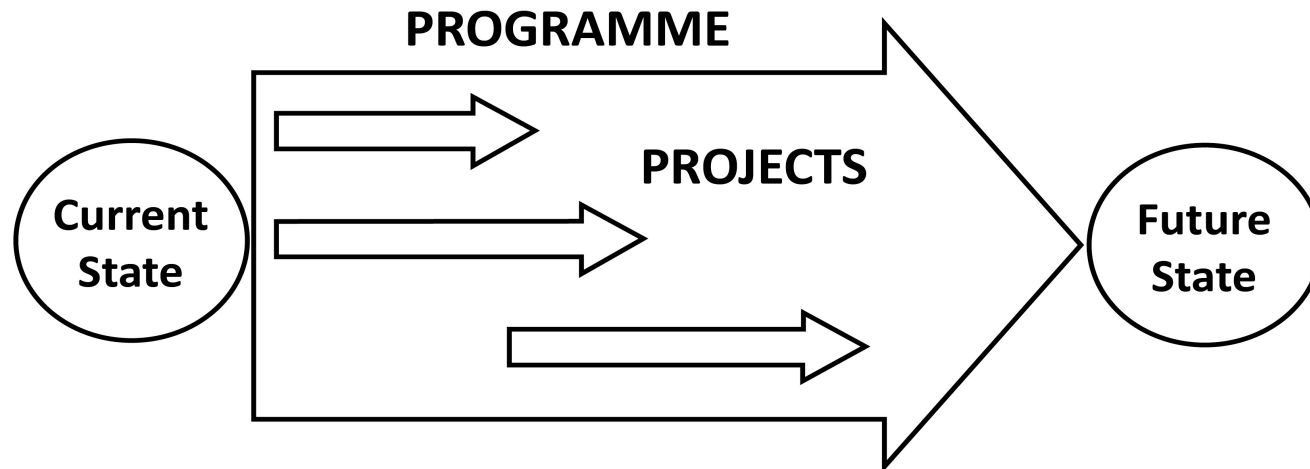 PROGRAMME
PROJECTS
Current
State
Future
State